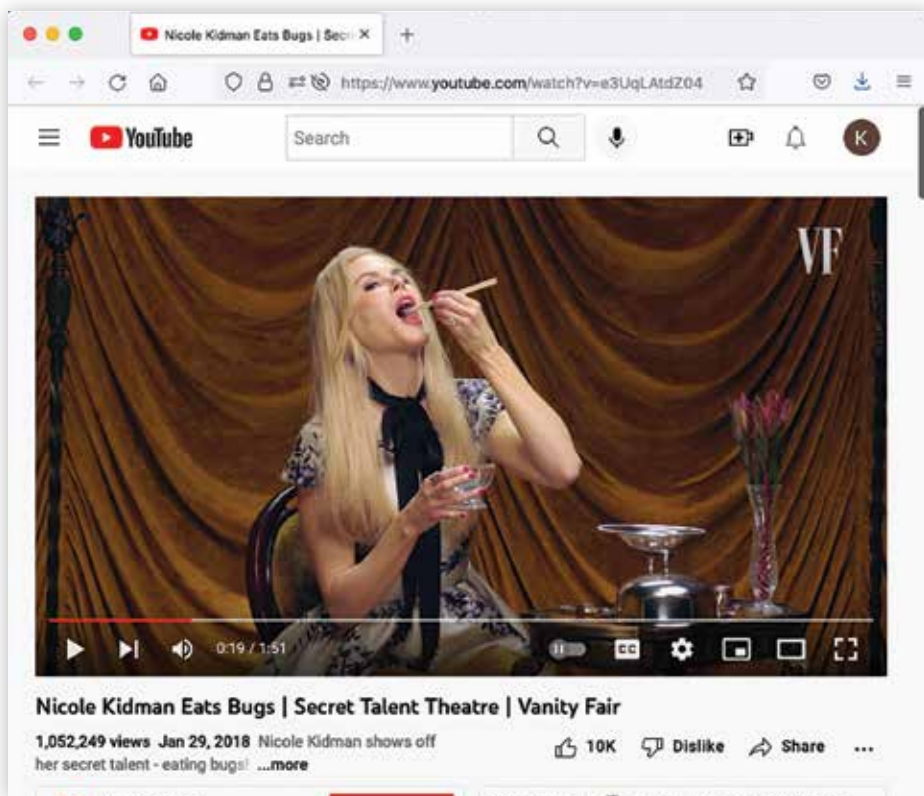 Nicole Kidman Eats Bugs | Secr
https://www.youtube.com/watch?v=e3UqLAtdZ04
YouTube
Search
K
VF
0:19 / 1:51
CC
Nicole Kidman Eats Bugs | Secret Talent Theatre | Vanity Fair
1,052,249 views Jan 29, 2018 Nicole Kidman shows off
her secret talent - eating bugs! ...more
10K Dislike Share ...